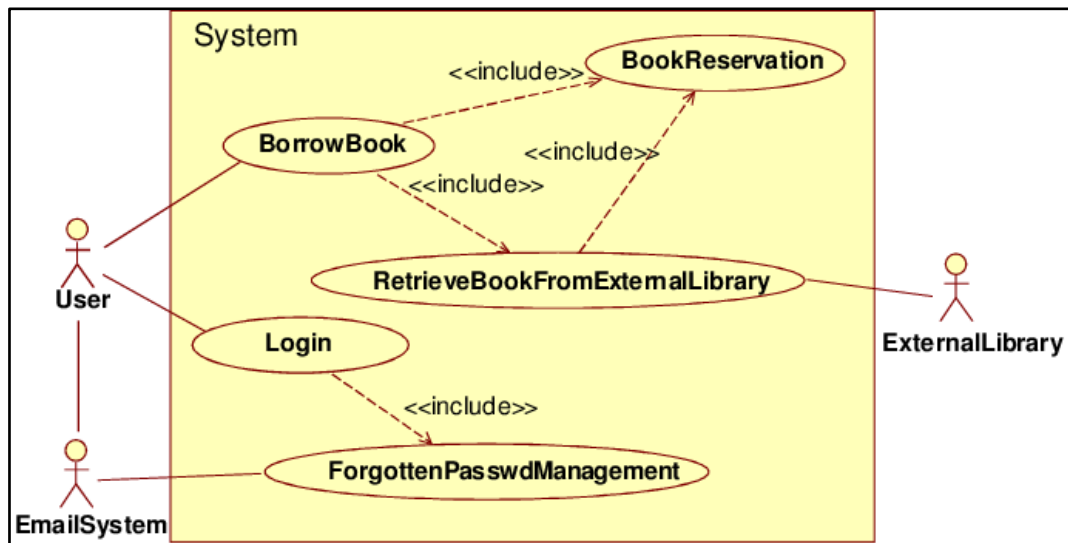 System
BookReservation
<<include>>
BorrowBook
<<include>>
<<include>>
RetrieveBookFromExternalLibrary
User
Login
ExternalLibrary
<<include>>
ForgottenPasswdManagement
EmailSystem